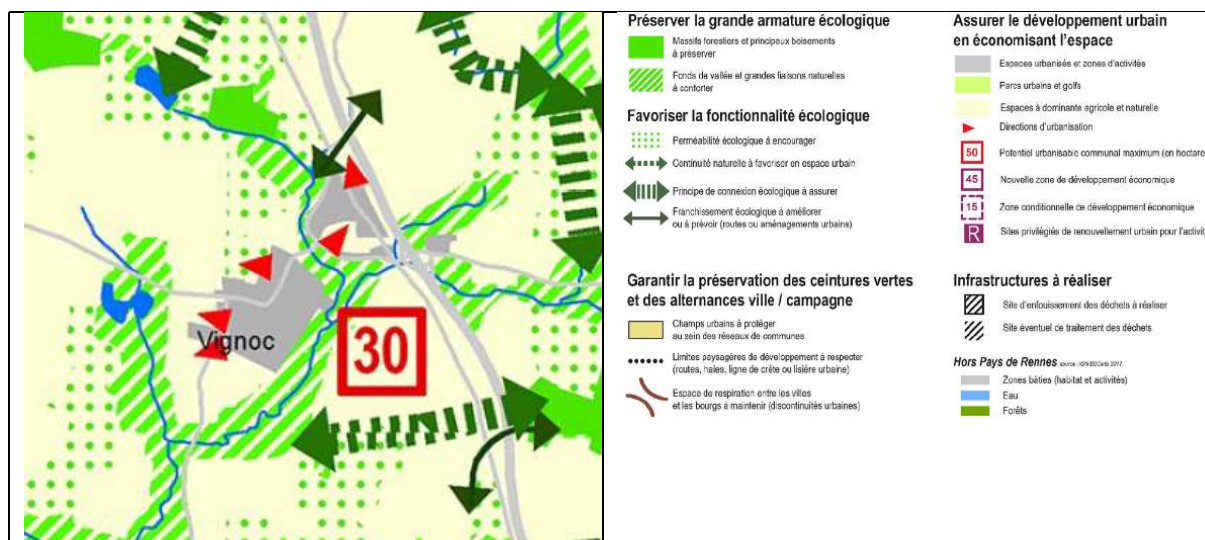 Vignoc
30
Préserver la grande armature écologique
Massifs forestiers et principaux boisements
à préserver
Fonds de vallée et grandes liaisons naturelles
à conforter
Favoriser la fonctionnalité écologique
Perméabilité écologique à encourager
Continuité naturelle à favoriser en espace urbain
Principe de connexion écologique à assurer
Franchissement écologique à améliorer
ou à prévoir (routes ou aménagements urbains)
Garantir la préservation des ceintures vertes
et des alternances ville / campagne
Champs urbains à protéger
au sein des réseaux de communes
Limites paysagères de développement à respecter
(routes, haies, ligne de crête ou lisière urbaine)
Espace de respiration entre les villes
et les bourgs à maintenir (discontinuités urbaines)
Assurer le développement urbain
en économisant l'espace
Espaces urbanisés et zones d'activités
Parcs urbains et golfs
Espaces à dominante agricole et naturelle
Directions d'urbanisation
50 Potentiel urbanisable communal maximum (en hectare
45 Nouvelle zone de développement économique
15 Zone conditionnelle de développement économique
R Sites privilégiés de renouvellement urbain pour l'activit
Infrastructures à réaliser
Site d'enfouissement des déchets à réaliser
Site éventuel de traitement des déchets
Hors Pays de Rennes source : IGN-BDCarto 2017
Zones bâties (habitat et activités)
Eau
Forêts